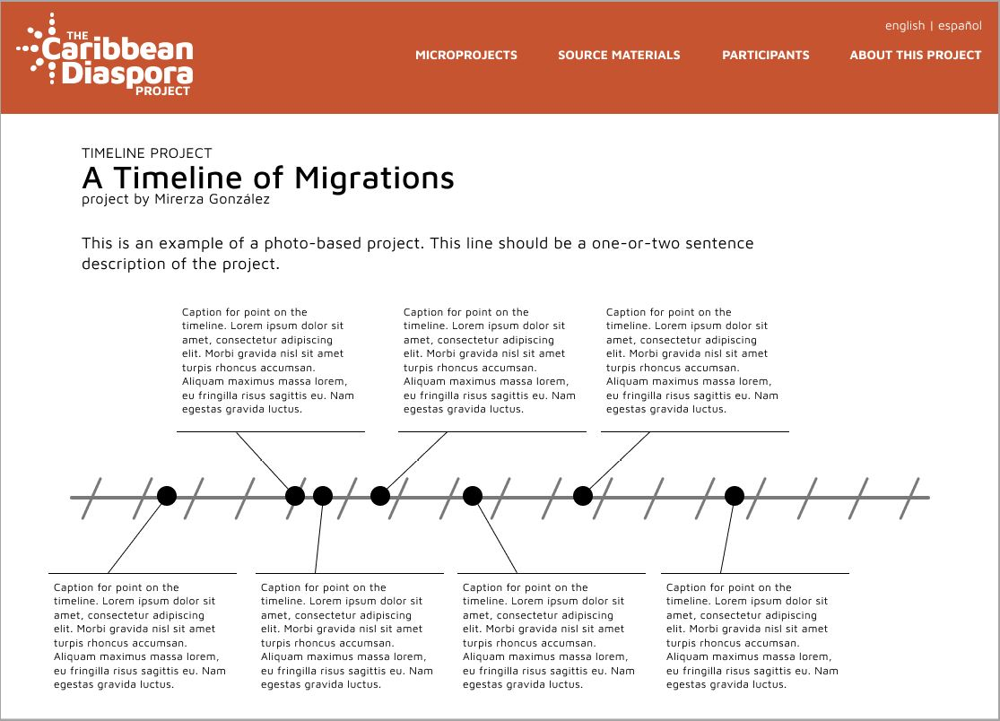 THE
Caribbean
Diaspora
PROJECT
english | español
MICROPROJECTS SOURCE MATERIALS PARTICIPANTS ABOUT THIS PROJECT
TIMELINE PROJECT
A Timeline of Migrations
project by Mirerza González
This is an example of a photo-based project. This line should be a one-or-two sentence
description of the project.
Caption for point on the
timeline. Lorem ipsum dolor sit
amet, consectetur adipiscing
elit. Morbi gravida nisl sit amet
turpis rhoncus accumsan.
Aliquam maximus massa lorem,
eu fringilla risus sagittis eu. Nam
egestas gravida luctus.
Caption for point on the
timeline. Lorem ipsum dolor sit
amet, consectetur adipiscing
elit. Morbi gravida nisl sit amet
turpis rhoncus accumsan.
Aliquam maximus massa lorem,
eu fringilla risus sagittis eu. Nam
egestas gravida luctus.
Caption for point on the
timeline. Lorem ipsum dolor sit
amet, consectetur adipiscing
elit. Morbi gravida nisl sit amet
turpis rhoncus accumsan.
Aliquam maximus massa lorem,
eu fringilla risus sagittis eu. Nam
egestas gravida luctus.
Caption for point on the
timeline. Lorem ipsum dolor sit
amet, consectetur adipiscing
elit. Morbi gravida nisl sit amet
turpis rhoncus accumsan.
Aliquam maximus massa lorem,
eu fringilla risus sagittis eu. Nam
egestas gravida luctus.
Caption for point on the
timeline. Lorem ipsum dolor sit
amet, consectetur adipiscing
elit. Morbi gravida nisl sit amet
turpis rhoncus accumsan.
Aliquam maximus massa lorem,
eu fringilla risus sagittis eu. Nam
egestas gravida luctus.
Caption for point on the
timeline. Lorem ipsum dolor sit
amet, consectetur adipiscing
elit. Morbi gravida nisl sit amet
turpis rhoncus accumsan.
Aliquam maximus massa lorem,
eu fringilla risus sagittis eu. Nam
egestas gravida luctus.
Caption for point on the
timeline. Lorem ipsum dolor sit
amet, consectetur adipiscing
elit. Morbi gravida nisl sit amet
turpis rhoncus accumsan.
Aliquam maximus massa lorem,
eu fringilla risus sagittis eu. Nam
egestas gravida luctus.